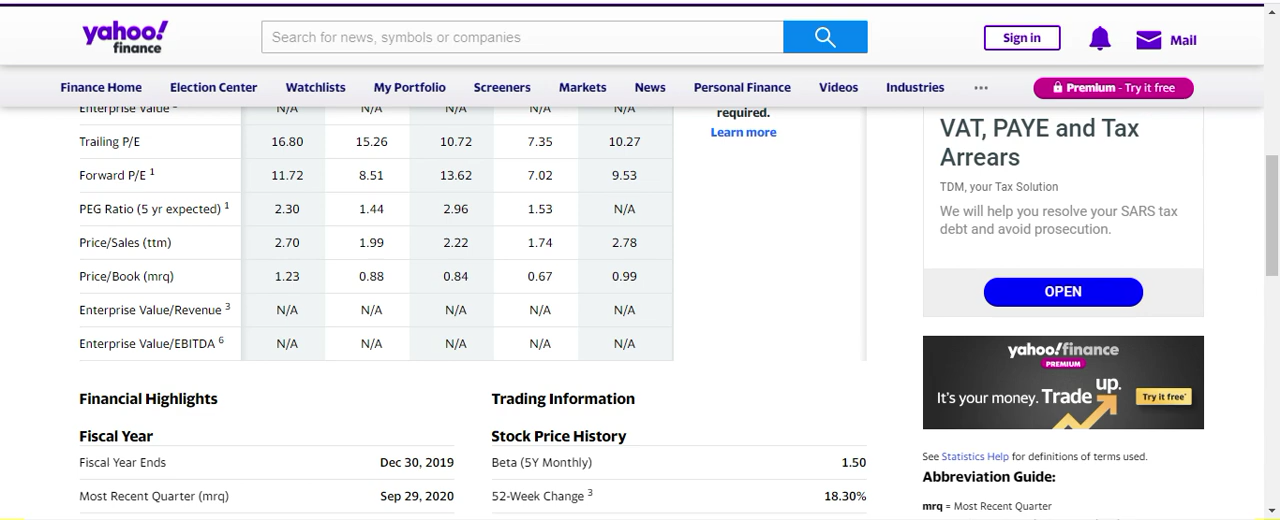 yahoo!
finance
Search for news, symbols or companies
Sign in
Mail
Finance Home Election Center Watchlists My Portfolio Screeners Markets News Personal Finance Videos Industries ··· Premium - Try it free
Enterprise Value N/A N/A N/A N/A N/A
Trailing P/E 16.80 15.26 10.72 7.35 10.27
Forward P/E 1 11.72 8.51 13.62 7.02 9.53
PEG Ratio (5 yr expected) 1 2.30 1.44 2.96 1.53 N/A
Price/Sales (ttm) 2.70 1.99 2.22 1.74 2.78
Price/Book (mrq) 1.23 0.88 0.84 0.67 0.99
Enterprise Value/Revenue 3 N/A N/A N/A N/A N/A
Enterprise Value/EBITDA 6 N/A N/A N/A N/A N/A
required.
Learn more
Financial Highlights
Fiscal Year
Fiscal Year Ends Dec 30, 2019
Most Recent Quarter (mrq) Sep 29, 2020
Trading Information
Stock Price History
Beta (5Y Monthly) 1.50
52-Week Change 3 18.30%
VAT, PAYE and Tax
Arrears
TDM, your Tax Solution
We will help you resolve your SARS tax
debt and avoid prosecution.
OPEN
yahoo!finance
PREMIUM
It's your money. Trade up.
Try it free*
See Statistics Help for definitions of terms used.
Abbreviation Guide:
mrq = Most Recent Quarter